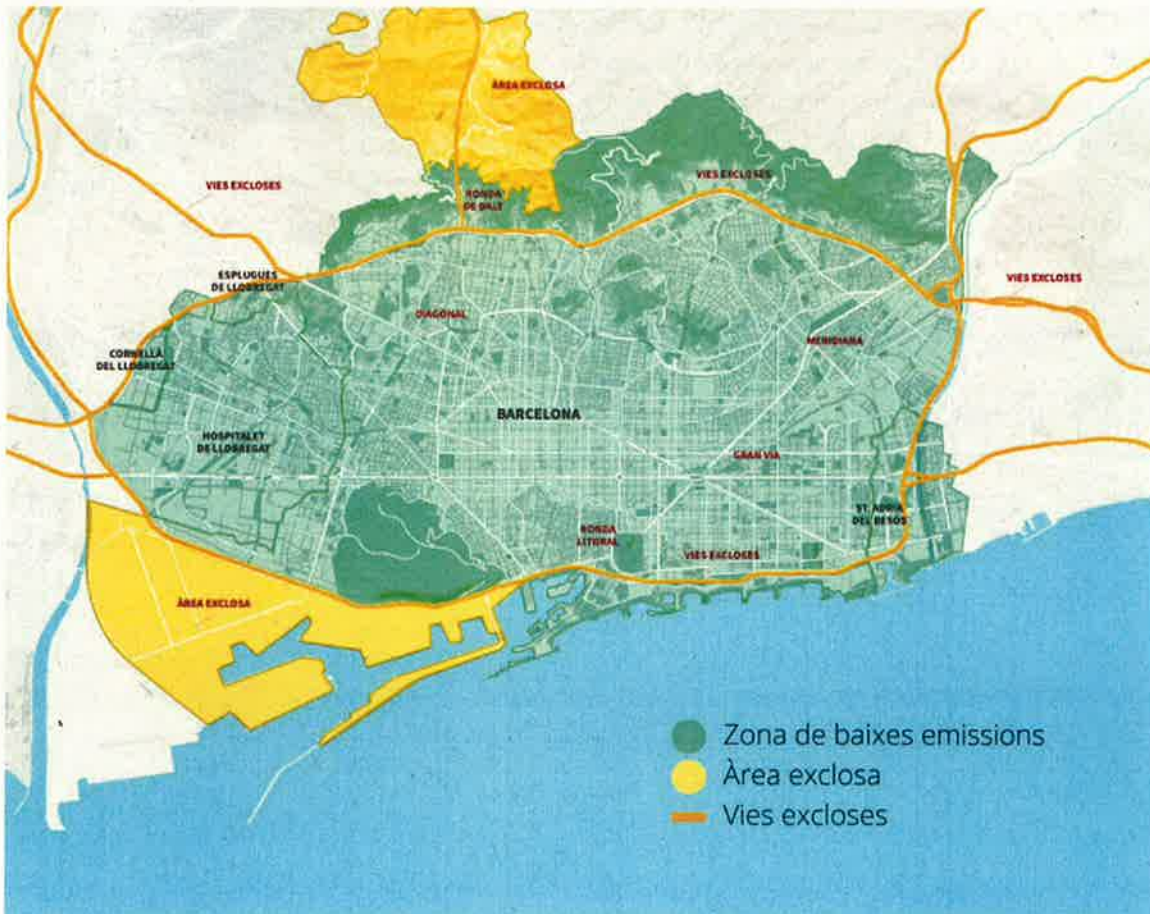 ÀREA EXCLOSA
VIES EXCLOSES
VIES EXCLOSES
RONDA
DE DALT
ESPLUGUES
DE LLOBREGAT
VIES EXCLOSES
DIAGONAL
MERIDIANA
CORNELLÀ
DEL LLOBREGAT
BARCELONA
HOSPITALET
DE LLOBREGAT
GRAN VIA
ST. ADRIÀ
DEL BESÒS
RONDA
LITORAL
VIES EXCLOSES
ÀREA EXCLOSA
Zona de baixes emissions
Àrea exclosa
Vies excloses